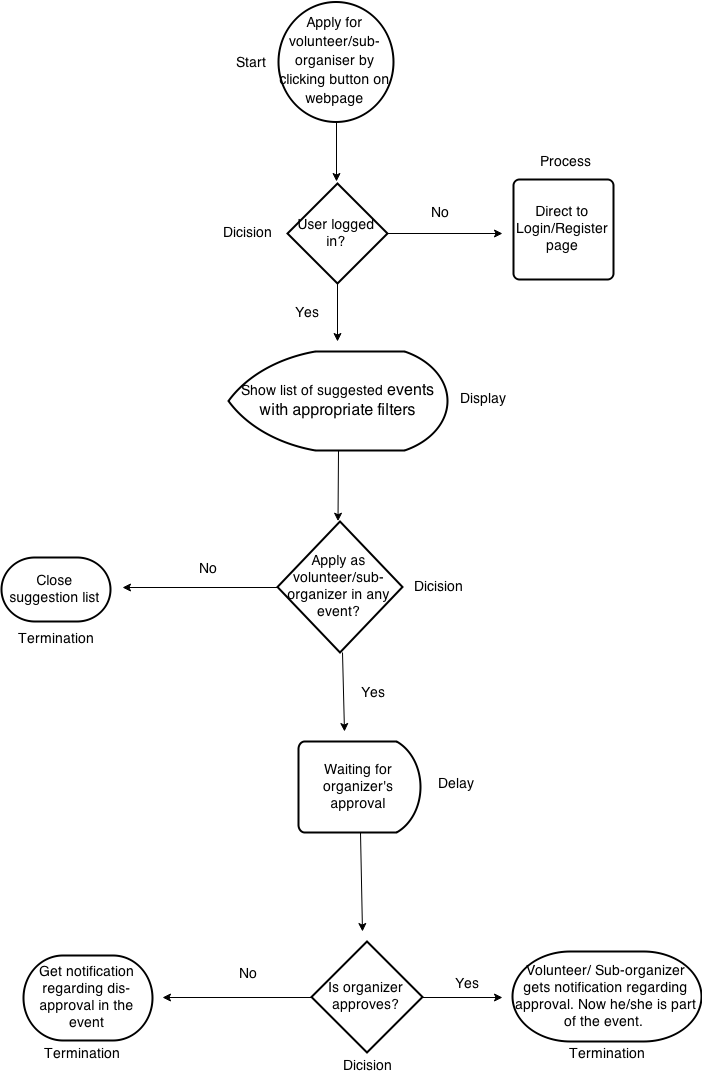 Apply for
volunteer/sub-
organiser by
clicking button on
webpage
Start
Process
Direct to
Login/Register
page
No
User logged
in?
Dicision
Yes
Show list of suggested events
with appropriate filters
Display
Apply as
volunteer/sub-
organizer in any
event?
Dicision
No
Close
suggestion list
Termination
Yes
Waiting for
organizer's
approval
Delay
Is organizer
approves?
Dicision
No
Get notification
regarding dis-
approval in the
event
Termination
Yes
Volunteer/ Sub-organizer
gets notification regarding
approval. Now he/she is part
of the event.
Termination